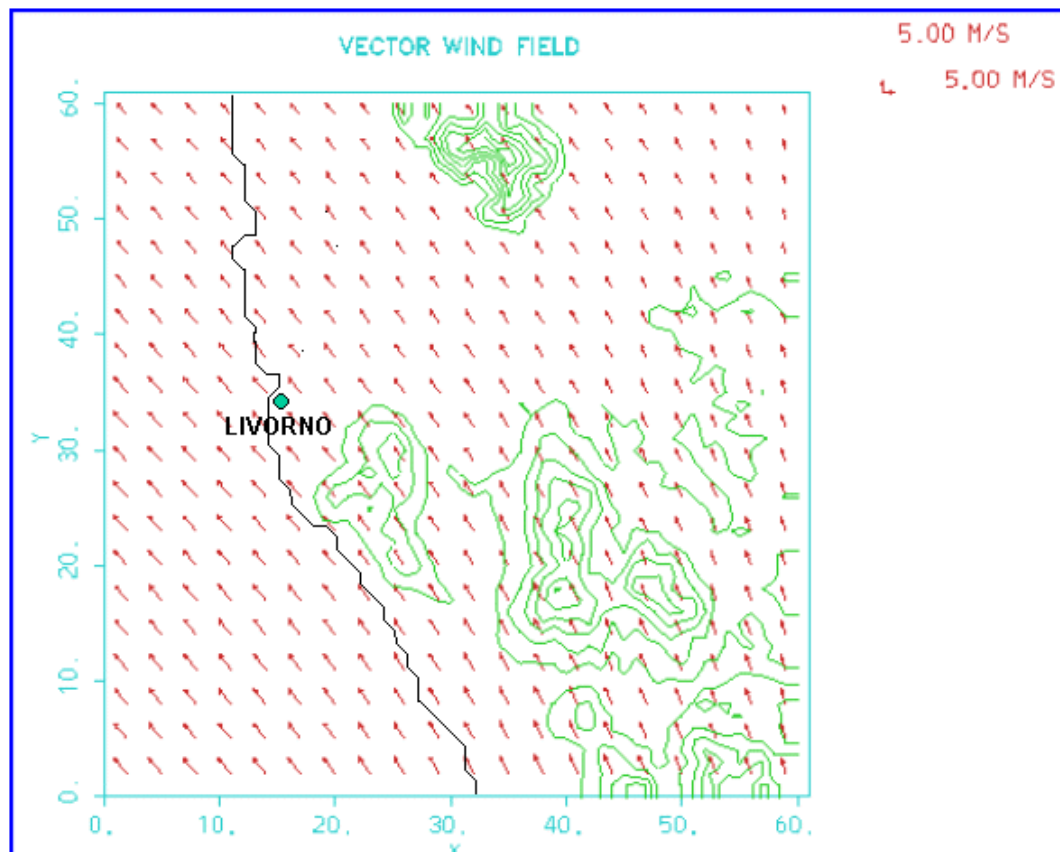 VECTOR WIND FIELD
5.00 M/S
5.00 M/S
60.
50.
40.
30.
20.
10.
0.
Y
LIVORNO
0. 10. 20. 30. 40. 50. 60.
X